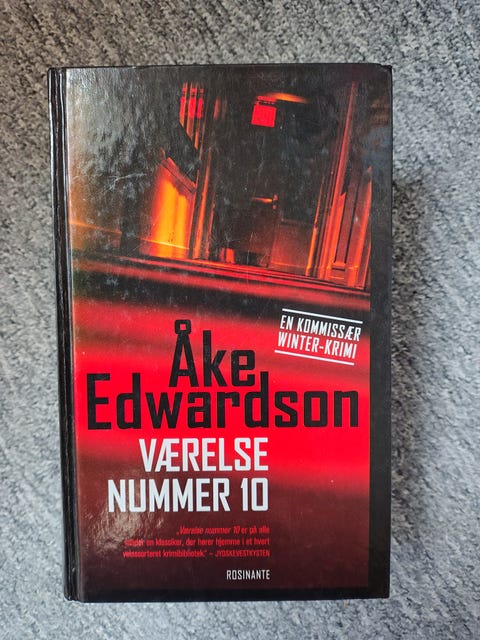 EN KOMMISSÆR
WINTER-KRIMI
Åke
Edwardson
VÆRELSE
NUMMER 10
„Værelse nummer 10 er på alle
måder en klassiker, der hører hjemme i et hvert
velassorteret krimibibliotek.” – JYDSKEVESTKYSTEN
ROSINANTE